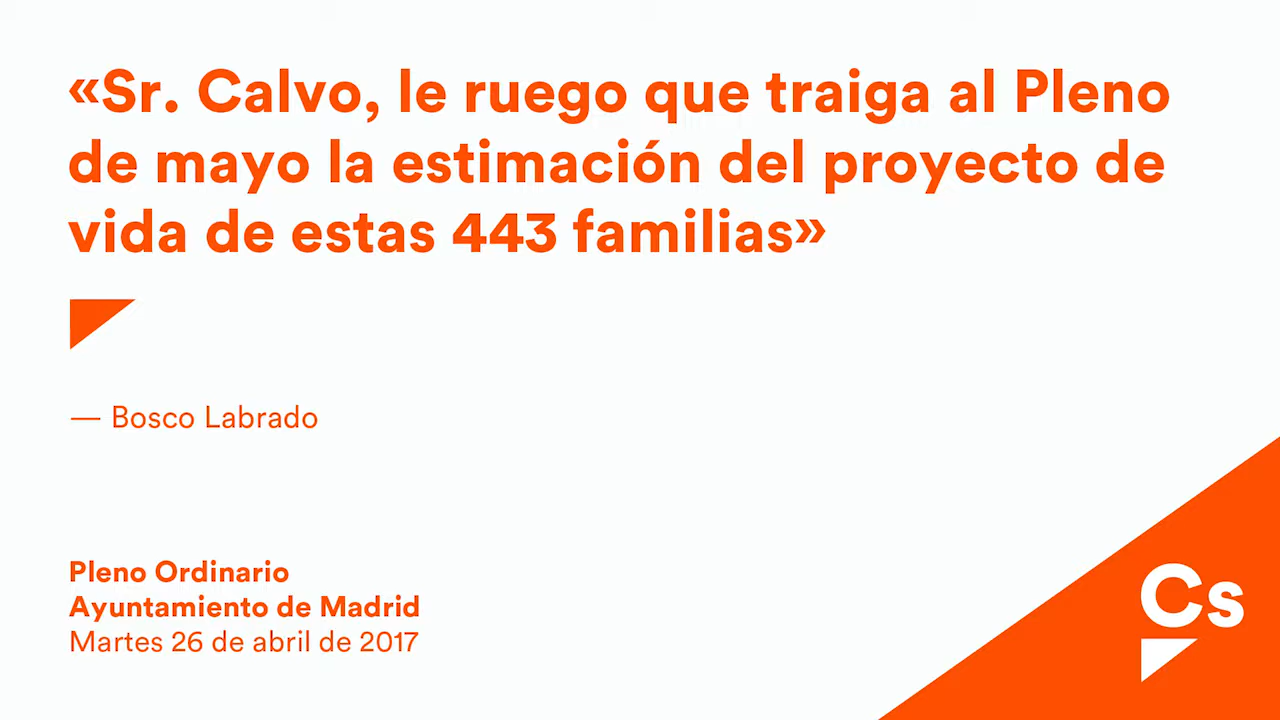 «Sr. Calvo, le ruego que traiga al Pleno
de mayo la estimación del proyecto de
vida de estas 443 familias»
— Bosco Labrado
Pleno Ordinario
Ayuntamiento de Madrid
Martes 26 de abril de 2017
Cs